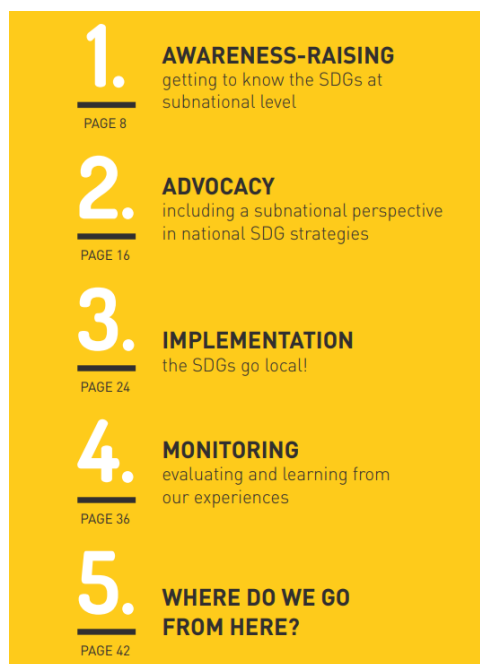 1.
PAGE 8
AWARENESS-RAISING
getting to know the SDGs at
subnational level
2.
PAGE 16
ADVOCACY
including a subnational perspective
in national SDG strategies
3.
PAGE 24
IMPLEMENTATION
the SDGs go local!
4.
PAGE 36
MONITORING
evaluating and learning from
our experiences
5.
PAGE 42
WHERE DO WE GO
FROM HERE?